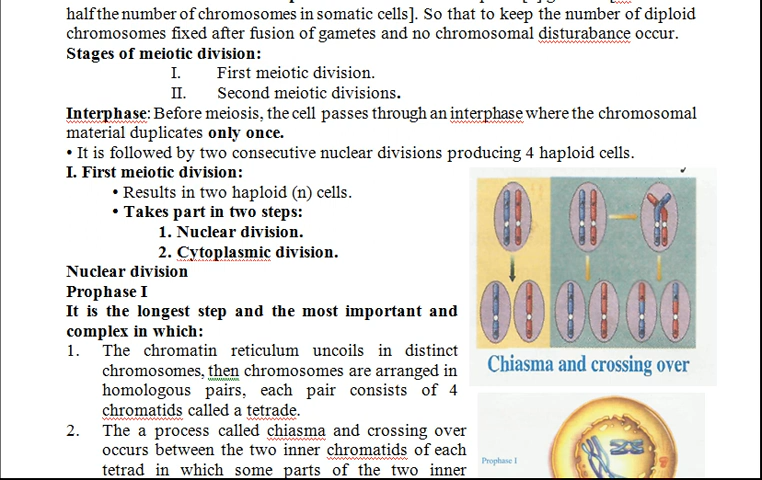 half the number of chromosomes in somatic cells]. So that to keep the number of diploid
chromosomes fixed after fusion of gametes and no chromosomal disturabance occur.
Stages of meiotic division:
I. First meiotic division.
II. Second meiotic divisions.
Interphase: Before meiosis, the cell passes through an interphase where the chromosomal
material duplicates only once.
• It is followed by two consecutive nuclear divisions producing 4 haploid cells.
I. First meiotic division:
• Results in two haploid (n) cells.
• Takes part in two steps:
1. Nuclear division.
2. Cytoplasmic division.
Nuclear division
Prophase I
It is the longest step and the most important and
complex in which:
1. The chromatin reticulum uncoils in distinct
chromosomes, then chromosomes are arranged in
homologous pairs, each pair consists of 4
chromatids called a tetrade.
2. The a process called chiasma and crossing over
occurs between the two inner chromatids of each
tetrad in which some parts of the two inner
Chiasma and crossing over
Prophase I